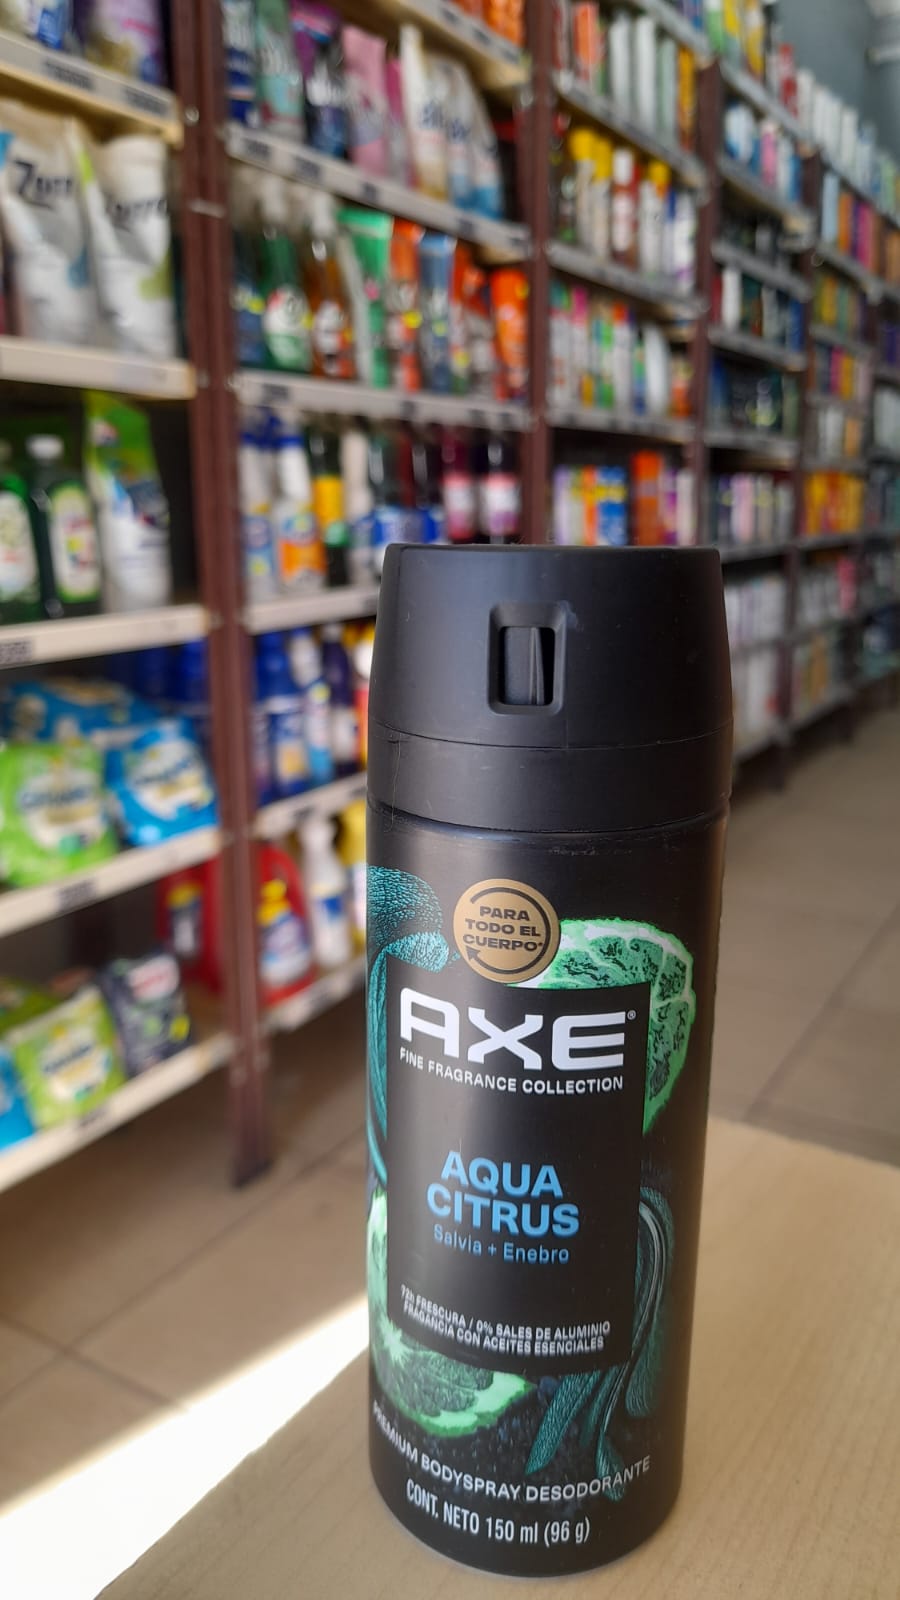 PARA
TODO EL
CUERPO*
AXE®
FINE FRAGRANCE COLLECTION
AQUA
CITRUS
Salvia + Enebro
72h FRESCURA / 0% SALES DE ALUMINIO
FRAGANCIA CON ACEITES ESENCIALES
PREMIUM BODYSPRAY DESODORANTE
CONT. NETO 150 ml (96 g)